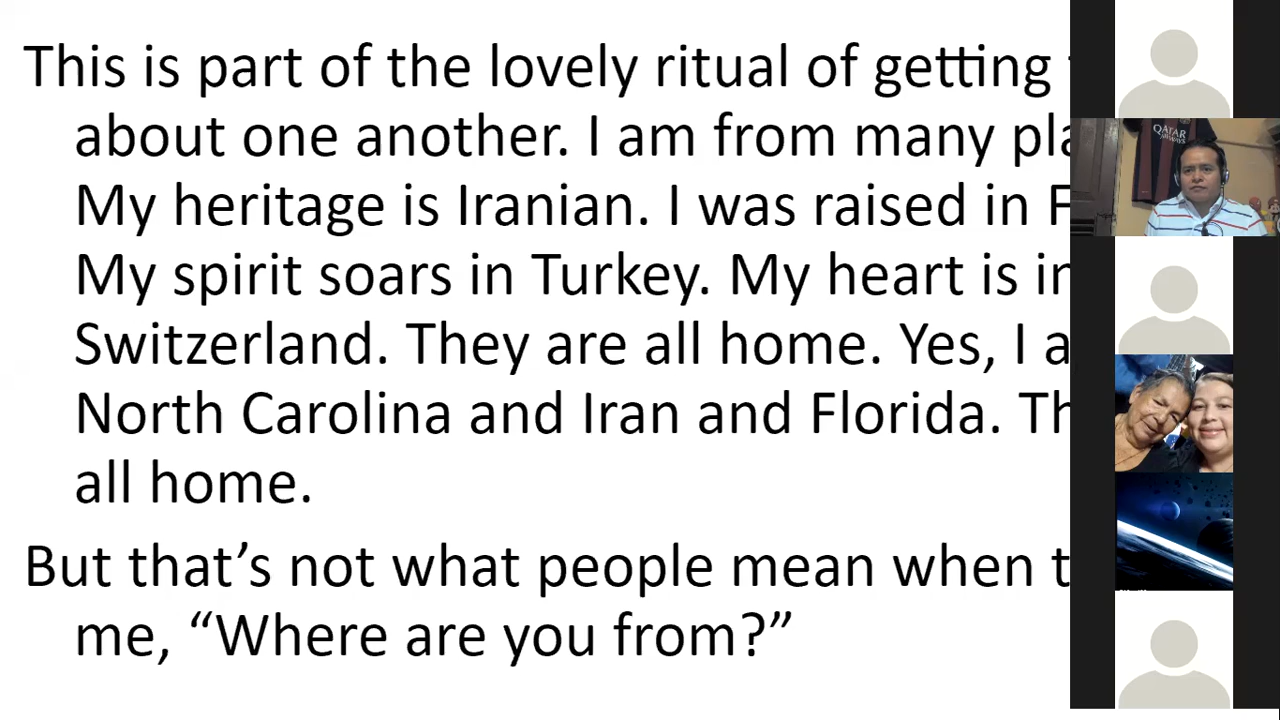 This is part of the lovely ritual of getting
about one another. I am from many
My heritage is Iranian. I was raised in
My spirit soars in Turkey. My heart is in
Switzerland. They are all home. Yes, I
North Carolina and Iran and Florida.
all home.
But that’s not what people mean when
me, “Where are you from?”
QATAR
AIRWAYS